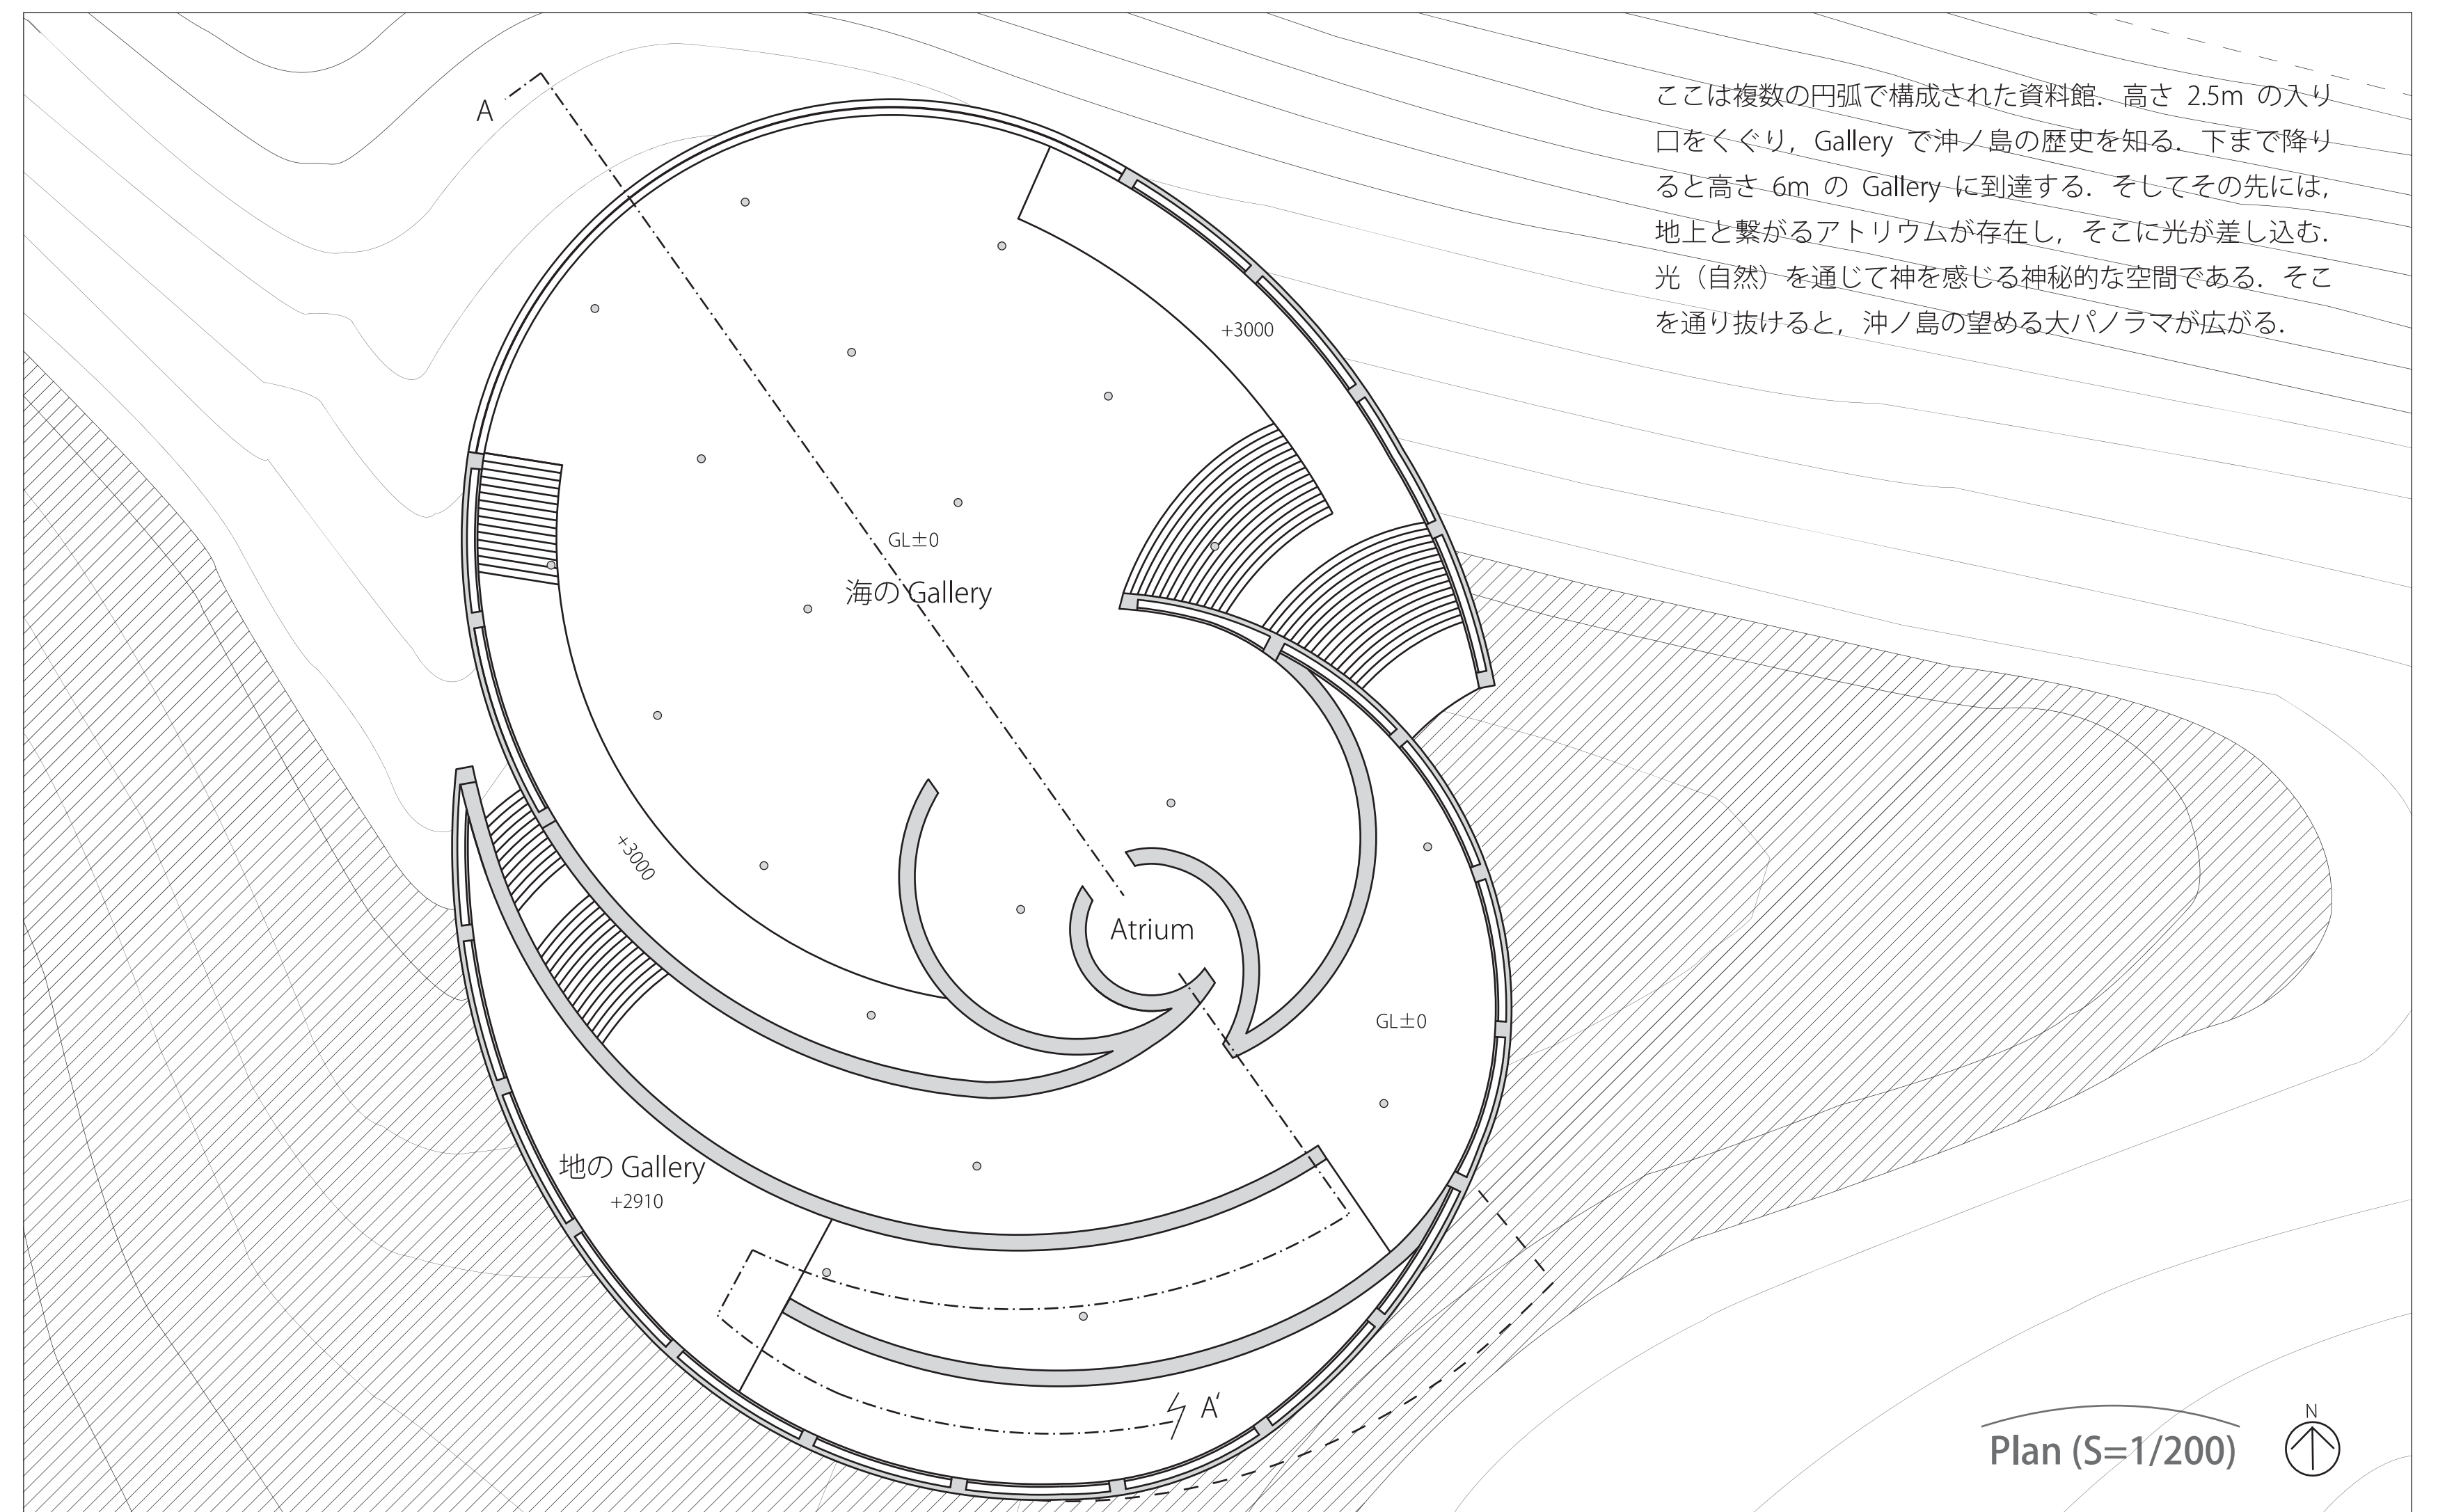 A
ここは複数の円弧で構成された資料館．高さ 2.5m の入り
口をくぐり，Gallery で沖ノ島の歴史を知る．下まで降り
ると高さ 6m の Gallery に到達する．そしてその先には，
地上と繋がるアトリウムが存在し，そこに光が差し込む．
光（自然）を通じて神を感じる神秘的な空間である．そこ
を通り抜けると，沖ノ島の望める大パノラマが広がる．
+3000
GL±0
海の Gallery
+3000
Atrium
GL±0
地の Gallery
+2910
A'
Plan (S=1/200)
N